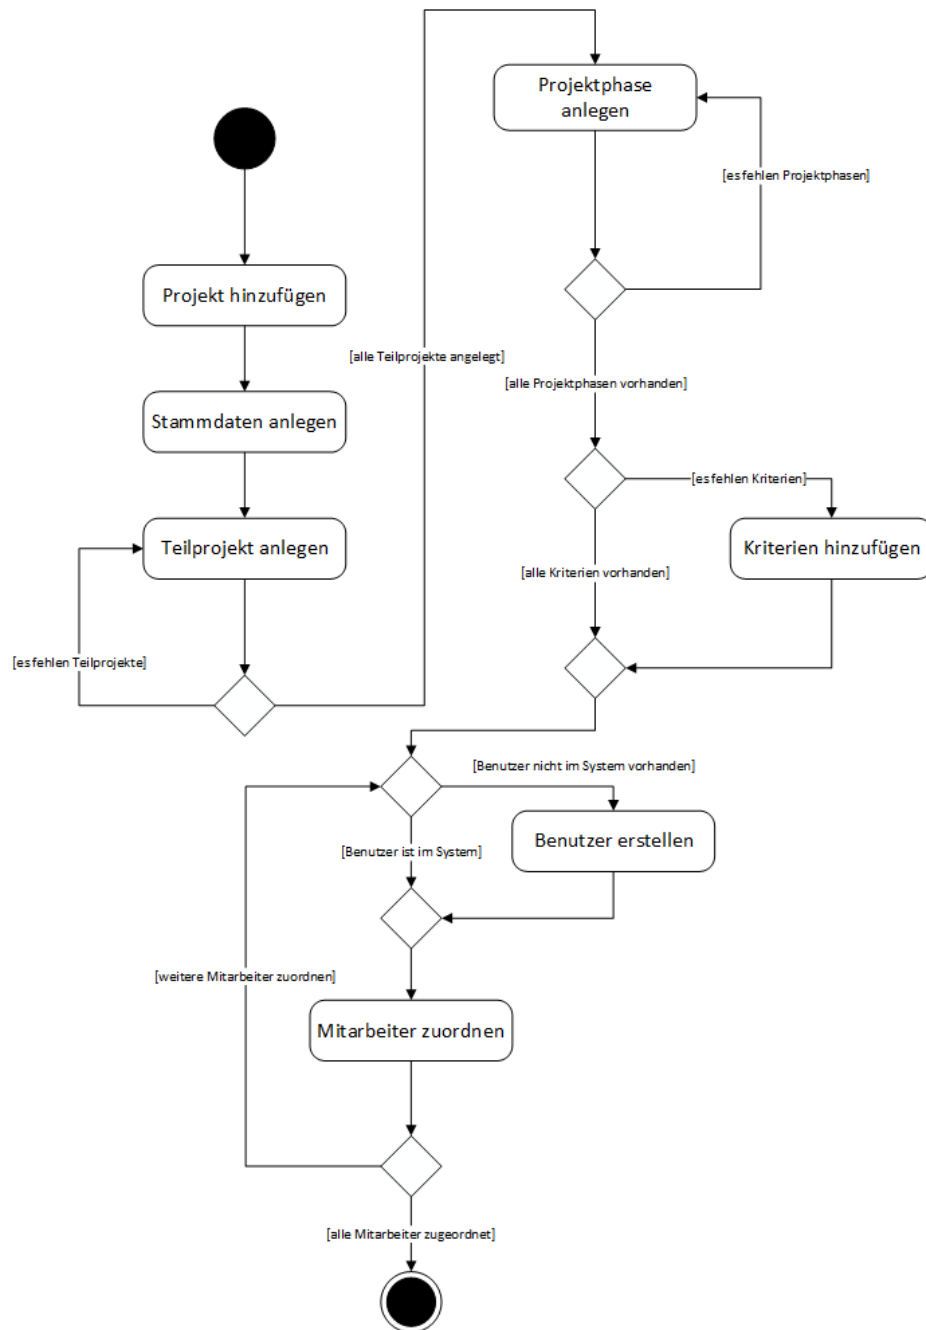 Projektphase
anlegen
[es fehlen Projektphasen]
Projekt hinzufügen
[alle Teilprojekte angelegt]
[alle Projektphasen vorhanden]
Stammdaten anlegen
[es fehlen Kriterien]
Teilprojekt anlegen
Kriterien hinzufügen
[alle Kriterien vorhanden]
[es fehlen Teilprojekte]
[Benutzer nicht im System vorhanden]
Benutzer erstellen
[Benutzer ist im System]
[weitere Mitarbeiter zuordnen]
Mitarbeiter zuordnen
[alle Mitarbeiter zugeordnet]